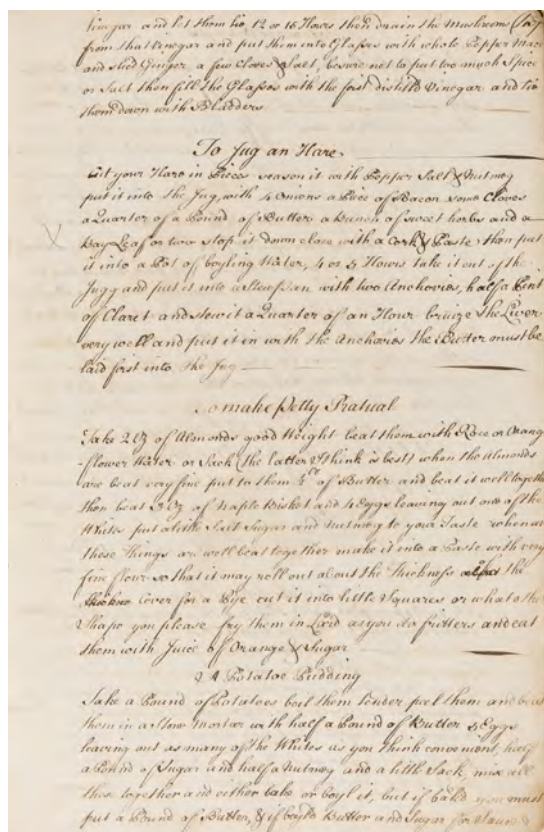 Vinegar and let them lio 12 or 16 Hours then drain the Mushrooms
from that Vinegar and put them into Glasses with whole Pepper Mace
and slicd Ginger a few Cloves & Salt, beware not to put too much Spice
or Salt then fill the Glasses with the first distilld Vinegar and tie
them down with Bladders
To Jug an Hare.
Cut your Hare in Pieces season it with Pepper Salt & Nutmeg
put it into the Jug, with 4 Onions a Piece of Bacon some Cloves
a Quarter of a Pound of Butter a Bunch of sweet herbs and a
Bay Leaf or two stop it down close with a Cork & Paste then put
it into a Pot of boyling Water, 4 or 5 Hours take it out of the
Jugg and put it into a Stewpan with two Anchovies, half a Pint
of Claret and stew it a Quarter of an Hour bruize the Liver
very well and put it in with the Anchovies the Butter must be
laid first into the Jug
To make Petty Pratual
Take 2 Oz of Almonds good Weight beat them with Rose or Orange
flower Water or Sack (the latter I think is best) when the Almonds
are beat very fine put to them of Butter and beat it well together
then beat 3 Oz of Naple Bisket and 4 Eggs leaving out one of the
Whites put a little Salt Sugar and Nutmeg to your Taste when all
these Things are well beat together make it into a Paste with very
fine flour so that it may roll out about the Thickness the
Cover for a Pye cut it into little Squares or what other
Shape you please fry them in Lard as you do fritters and eat
them with Juice of Orange & Sugar
A Potatoe Pudding
Take a Pound of Potatoes boil them tender peel them and beat
them in a stone Mortar with half a Pound of Butter 8 Eggs
leaving out as many of the Whites as you think convenient, half
a Pound of Sugar and half a Nutmeg and a little Sack, mix all
these together and either bake or boyl it, but if bak'd you must
put a Pound of Butter, & if boyld Butter and Sugar for Sauce